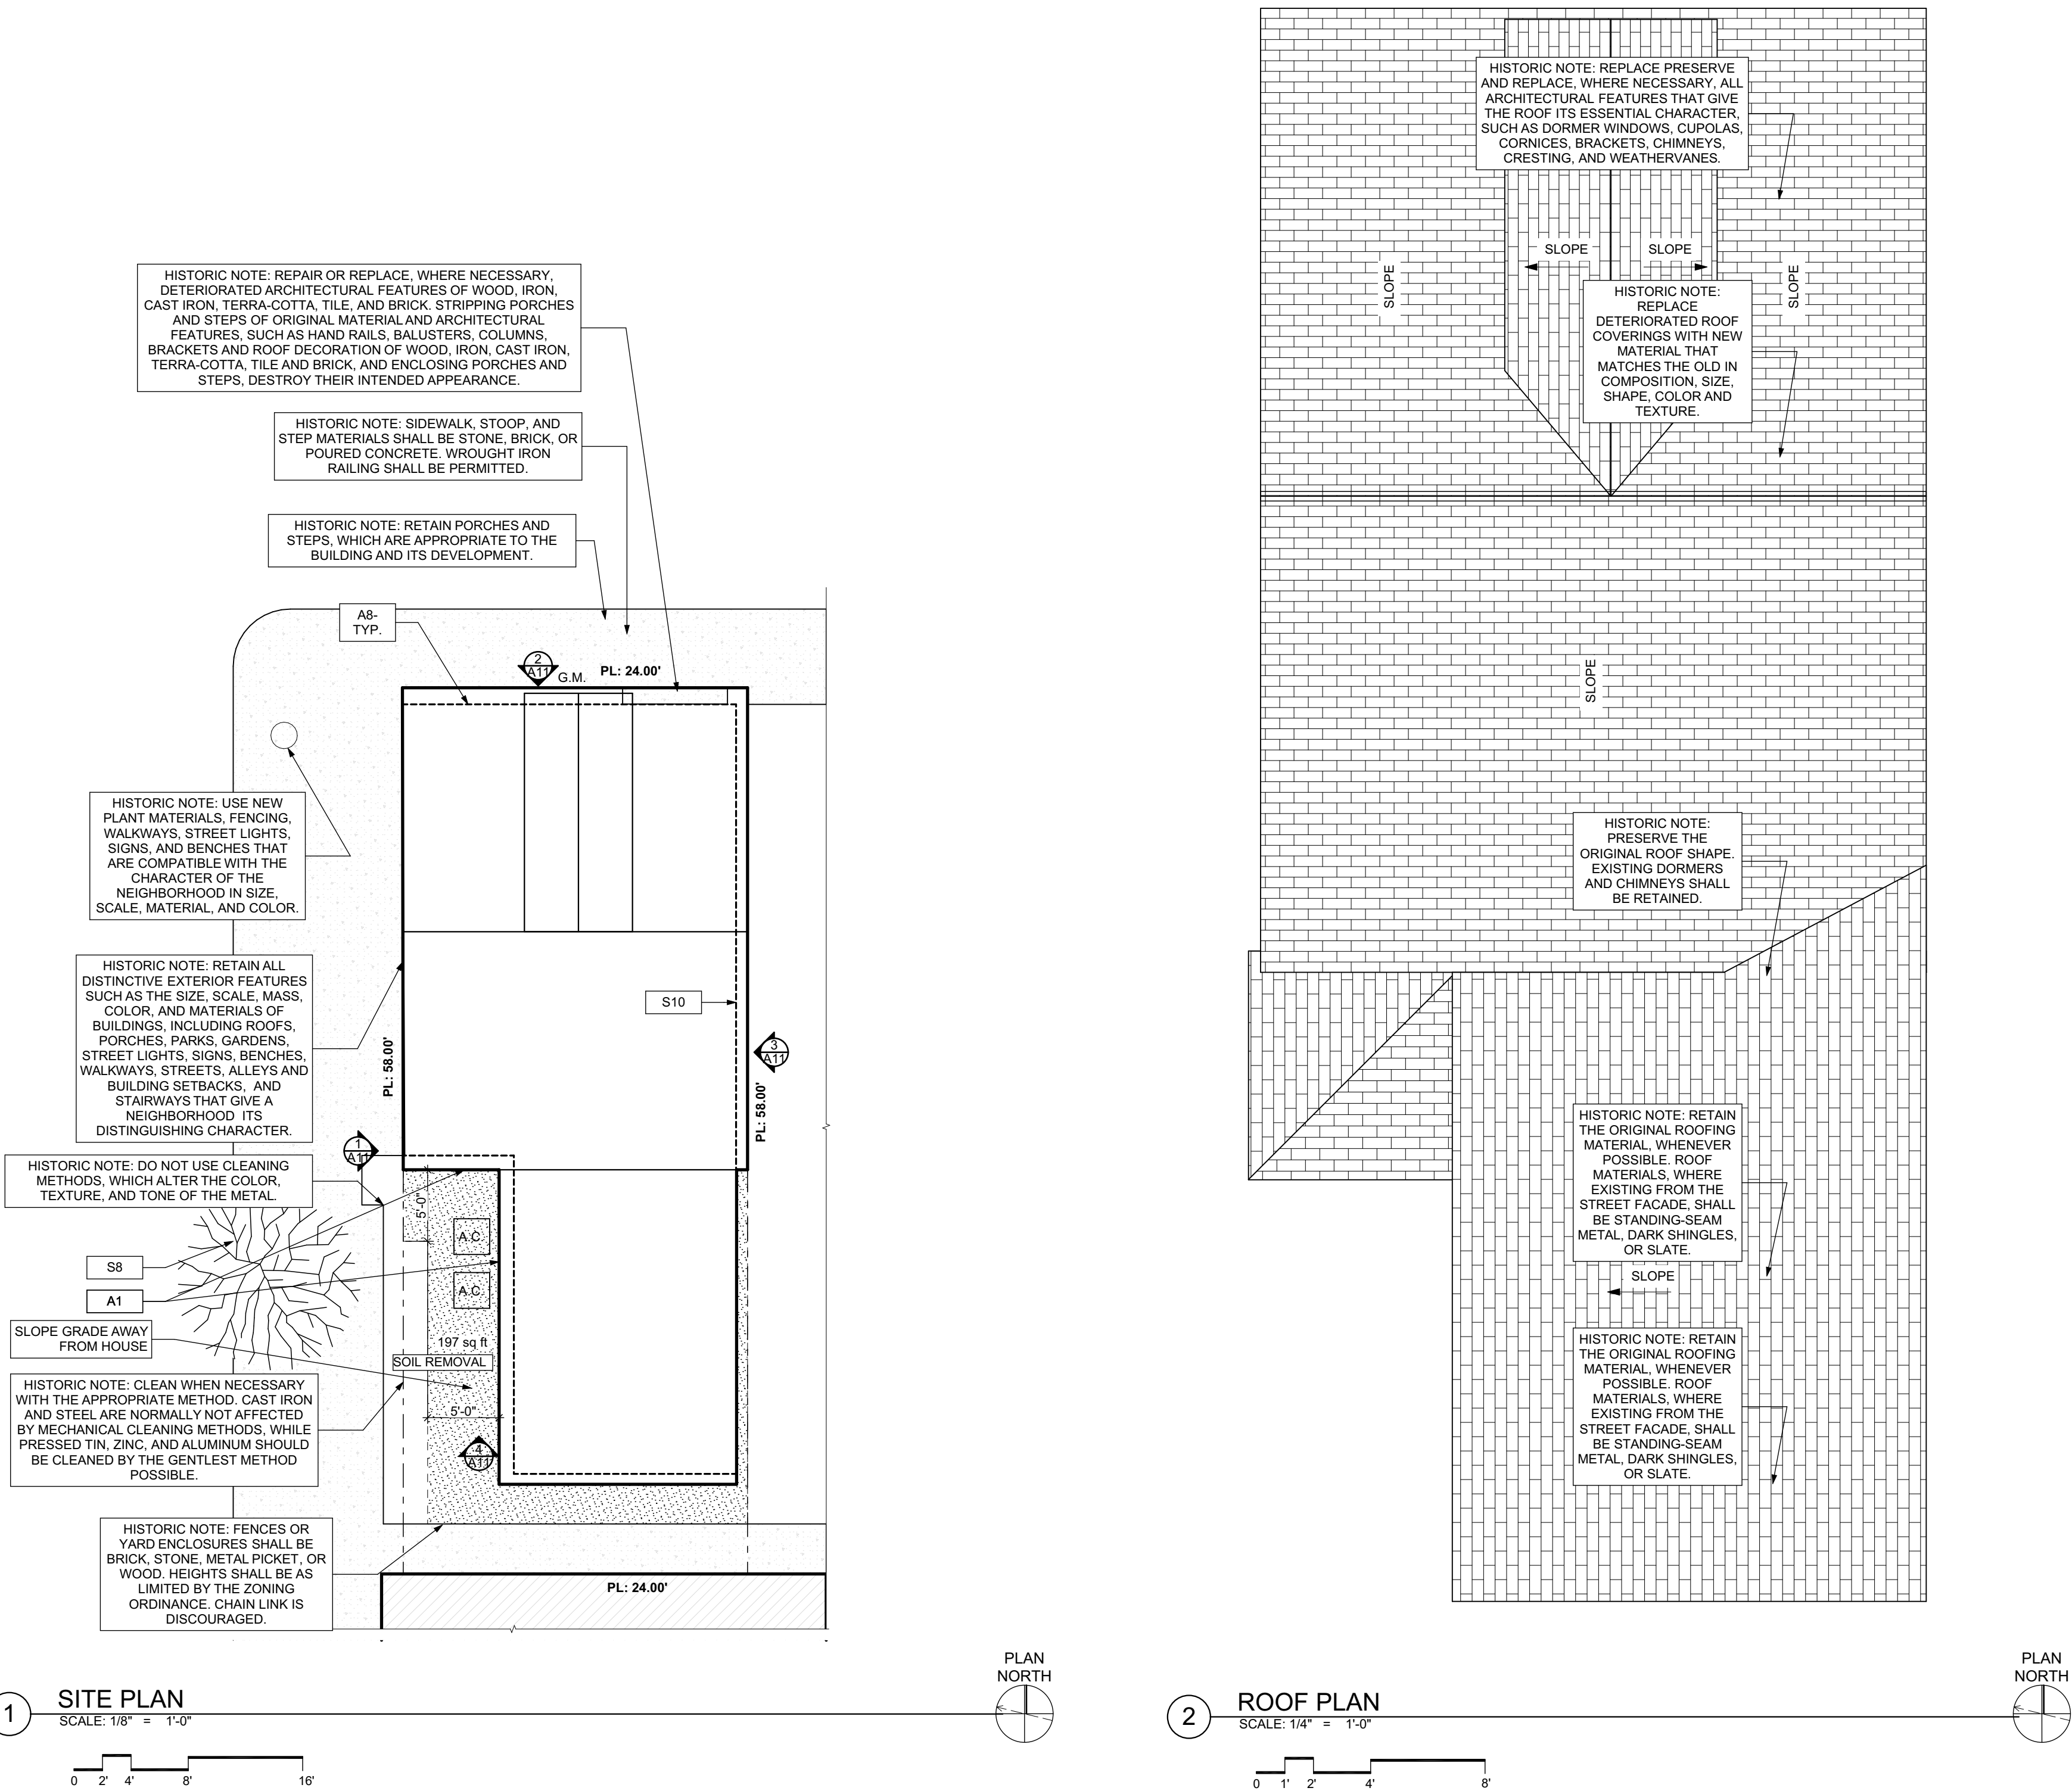 HISTORIC NOTE: REPAIR OR REPLACE, WHERE NECESSARY,
DETERIORATED ARCHITECTURAL FEATURES OF WOOD, IRON,
CAST IRON, TERRA-COTTA, TILE, AND BRICK. STRIPPING PORCHES
AND STEPS OF ORIGINAL MATERIAL AND ARCHITECTURAL
FEATURES, SUCH AS HAND RAILS, BALUSTERS, COLUMNS,
BRACKETS AND ROOF DECORATION OF WOOD, IRON, CAST IRON,
TERRA-COTTA, TILE AND BRICK, AND ENCLOSING PORCHES AND
STEPS, DESTROY THEIR INTENDED APPEARANCE.
HISTORIC NOTE: SIDEWALK, STOOP, AND
STEP MATERIALS SHALL BE STONE, BRICK, OR
POURED CONCRETE. WROUGHT IRON
RAILING SHALL BE PERMITTED.
HISTORIC NOTE: RETAIN PORCHES AND
STEPS, WHICH ARE APPROPRIATE TO THE
BUILDING AND ITS DEVELOPMENT.
A8-
TYP.
2
A11
G.M.
PL: 24.00'
HISTORIC NOTE: USE NEW
PLANT MATERIALS, FENCING,
WALKWAYS, STREET LIGHTS,
SIGNS, AND BENCHES THAT
ARE COMPATIBLE WITH THE
CHARACTER OF THE
NEIGHBORHOOD IN SIZE,
SCALE, MATERIAL, AND COLOR.
HISTORIC NOTE: RETAIN ALL
DISTINCTIVE EXTERIOR FEATURES
SUCH AS THE SIZE, SCALE, MASS,
COLOR, AND MATERIALS OF
BUILDINGS, INCLUDING ROOFS,
PORCHES, PARKS, GARDENS,
STREET LIGHTS, SIGNS, BENCHES,
WALKWAYS, STREETS, ALLEYS AND
BUILDING SETBACKS, AND
STAIRWAYS THAT GIVE A
NEIGHBORHOOD ITS
DISTINGUISHING CHARACTER.
S10
PL: 58.00'
3
A11
PL: 58.00'
1
A11
HISTORIC NOTE: DO NOT USE CLEANING
METHODS, WHICH ALTER THE COLOR,
TEXTURE, AND TONE OF THE METAL.
5'-0"
A.C.
A.C.
S8
A1
SLOPE GRADE AWAY
FROM HOUSE
197 sq ft
SOIL REMOVAL
HISTORIC NOTE: CLEAN WHEN NECESSARY
WITH THE APPROPRIATE METHOD. CAST IRON
AND STEEL ARE NORMALLY NOT AFFECTED
BY MECHANICAL CLEANING METHODS, WHILE
PRESSED TIN, ZINC, AND ALUMINUM SHOULD
BE CLEANED BY THE GENTLEST METHOD
POSSIBLE.
5'-0"
4
A11
HISTORIC NOTE: FENCES OR
YARD ENCLOSURES SHALL BE
BRICK, STONE, METAL PICKET, OR
WOOD. HEIGHTS SHALL BE AS
LIMITED BY THE ZONING
ORDINANCE. CHAIN LINK IS
DISCOURAGED.
PL: 24.00'
1
SITE PLAN
SCALE: 1/8" = 1'-0"
PLAN
NORTH
0 2' 4' 8' 16'
HISTORIC NOTE: REPLACE PRESERVE
AND REPLACE, WHERE NECESSARY, ALL
ARCHITECTURAL FEATURES THAT GIVE
THE ROOF ITS ESSENTIAL CHARACTER,
SUCH AS DORMER WINDOWS, CUPOLAS,
CORNICES, BRACKETS, CHIMNEYS,
CRESTING, AND WEATHERVANES.
SLOPE
SLOPE
SLOPE
SLOPE
HISTORIC NOTE:
REPLACE
DETERIORATED ROOF
COVERINGS WITH NEW
MATERIAL THAT
MATCHES THE OLD IN
COMPOSITION, SIZE,
SHAPE, COLOR AND
TEXTURE.
SLOPE
HISTORIC NOTE:
PRESERVE THE
ORIGINAL ROOF SHAPE.
EXISTING DORMERS
AND CHIMNEYS SHALL
BE RETAINED.
HISTORIC NOTE: RETAIN
THE ORIGINAL ROOFING
MATERIAL, WHENEVER
POSSIBLE. ROOF
MATERIALS, WHERE
EXISTING FROM THE
STREET FACADE, SHALL
BE STANDING-SEAM
METAL, DARK SHINGLES,
OR SLATE.
SLOPE
HISTORIC NOTE: RETAIN
THE ORIGINAL ROOFING
MATERIAL, WHENEVER
POSSIBLE. ROOF
MATERIALS, WHERE
EXISTING FROM THE
STREET FACADE, SHALL
BE STANDING-SEAM
METAL, DARK SHINGLES,
OR SLATE.
2
ROOF PLAN
SCALE: 1/4" = 1'-0"
PLAN
NORTH
0 1' 2' 4' 8'